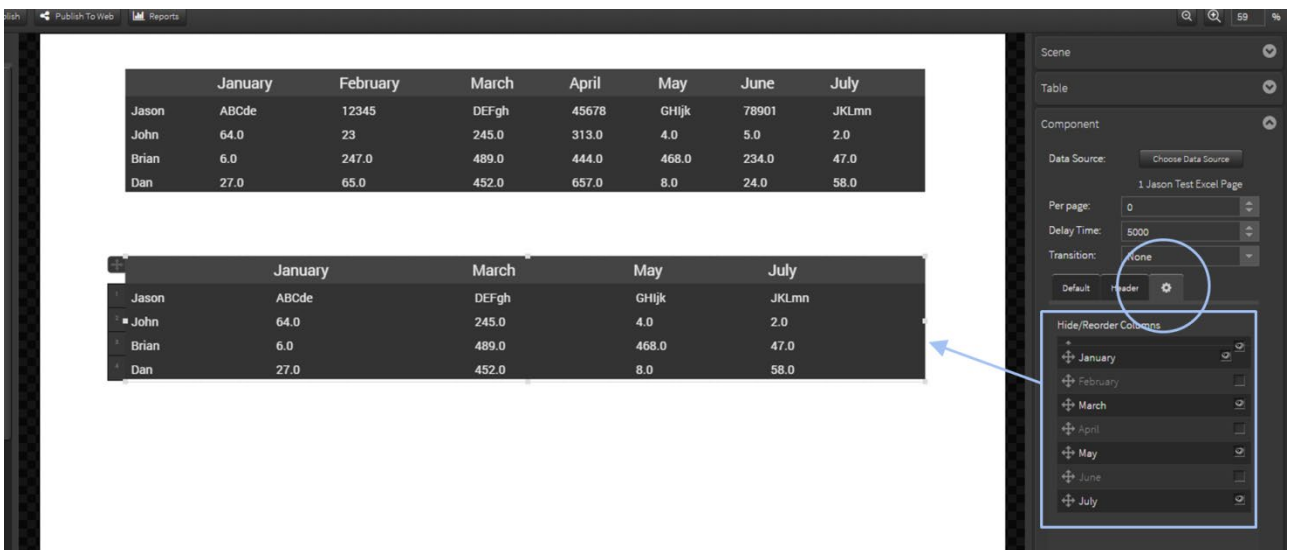 Publish To Web Reports 59 %
January February March April May June July
Jason ABCde 12345 DEFgh 45678 GHIjk 78901 JKLmn
John 64.0 23 245.0 313.0 4.0 5.0 2.0
Brian 6.0 247.0 489.0 444.0 468.0 234.0 47.0
Dan 27.0 65.0 452.0 657.0 8.0 24.0 58.0
January March May July
1 Jason ABCde DEFgh GHIjk JKLmn
2 John 64.0 245.0 4.0 2.0
3 Brian 6.0 489.0 468.0 47.0
4 Dan 27.0 452.0 8.0 58.0
Scene
Table
Component
Data Source: Choose Data Source
1 Jason Test Excel Page
Per page: 0
Delay Time: 5000
Transition: None
Default Header
Hide/Reorder Columns
January
February
March
April
May
June
July